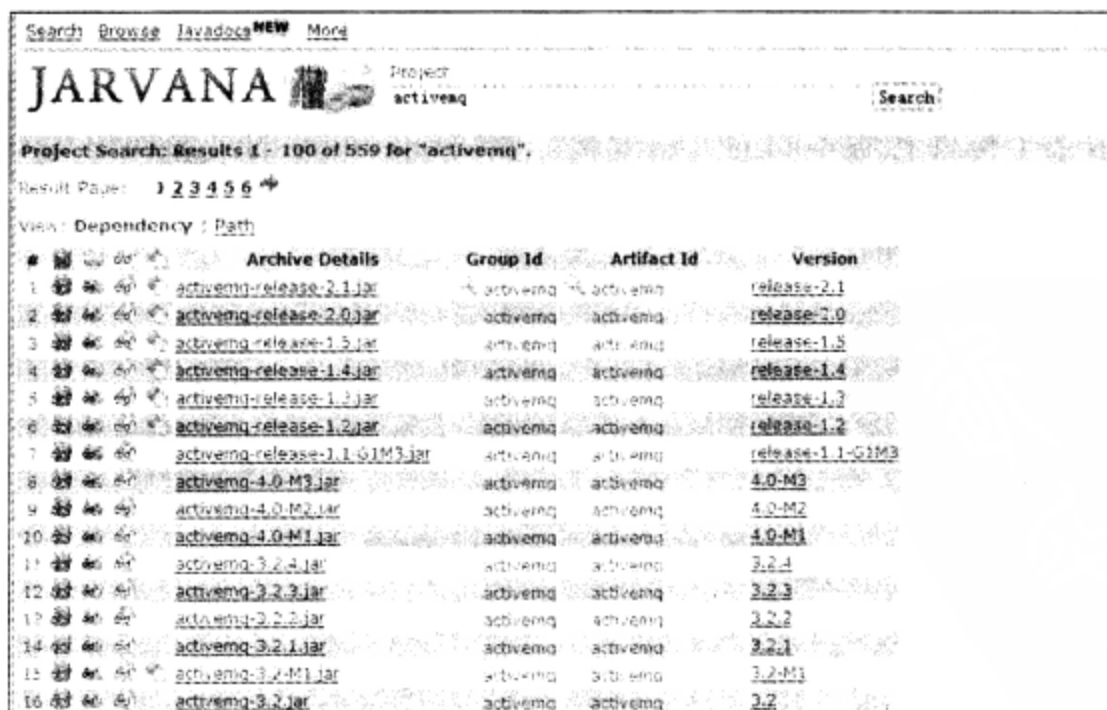 Search Browse Javadocs NEW More
JARVANA
Project
activemq
Search
Project Search: Results 1 - 100 of 559 for "activemq".
Result Page: 1 2 3 4 5 6
View: Dependency : Path
# Archive Details Group Id Artifact Id Version
1 activemq-release-2.1.jar activemq activemq release-2.1
2 activemq-release-2.0.jar activemq activemq release-2.0
3 activemq-release-1.5.jar activemq activemq release-1.5
4 activemq-release-1.4.jar activemq activemq release-1.4
5 activemq-release-1.3.jar activemq activemq release-1.3
6 activemq-release-1.2.jar activemq activemq release-1.2
7 activemq-release-1.1-G1M3.jar activemq activemq release-1.1-G1M3
8 activemq-4.0-M3.jar activemq activemq 4.0-M3
9 activemq-4.0-M2.jar activemq activemq 4.0-M2
10 activemq-4.0-M1.jar activemq activemq 4.0-M1
11 activemq-3.2.4.jar activemq activemq 3.2.4
12 activemq-3.2.3.jar activemq activemq 3.2.3
13 activemq-3.2.2.jar activemq activemq 3.2.2
14 activemq-3.2.1.jar activemq activemq 3.2.1
15 activemq-3.2-M1.jar activemq activemq 3.2-M1
16 activemq-3.2.jar activemq activemq 3.2